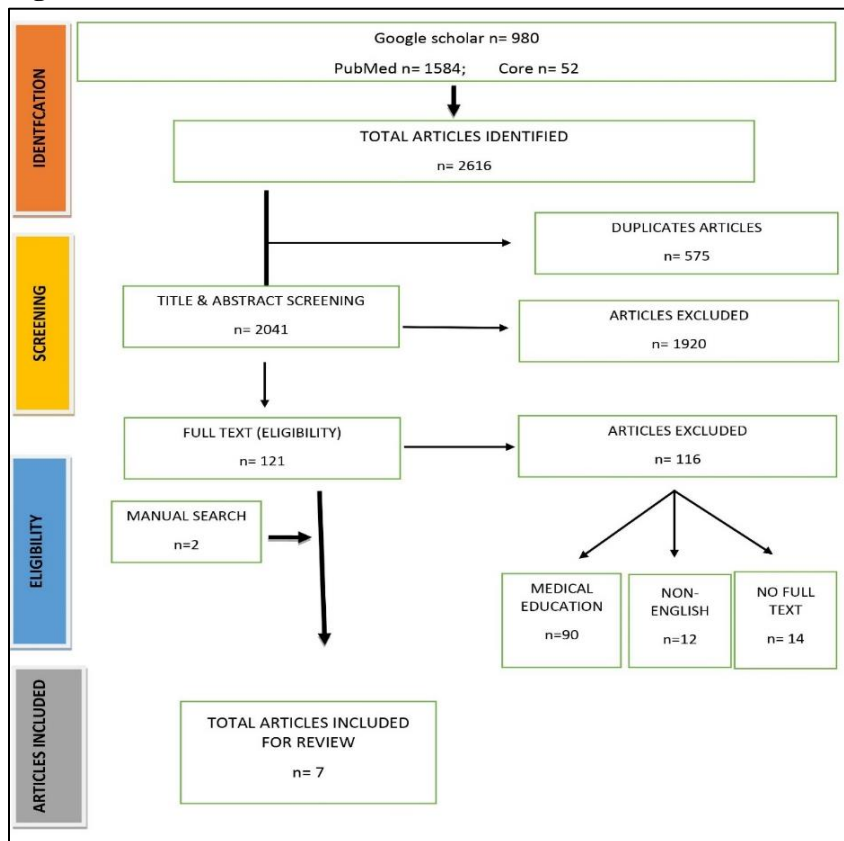 IDENTFCATION
Google scholar n= 980
PubMed n= 1584; Core n= 52
TOTAL ARTICLES IDENTIFIED
n= 2616
SCREENING
DUPLICATES ARTICLES
n= 575
TITLE & ABSTRACT SCREENING
n= 2041
ARTICLES EXCLUDED
n= 1920
ELIGIBILITY
FULL TEXT (ELIGIBILITY)
n= 121
ARTICLES EXCLUDED
n= 116
MANUAL SEARCH
n=2
MEDICAL
EDUCATION
n=90
NON-
ENGLISH
n=12
NO FULL
TEXT
n= 14
ARTICLES INCLUDED
TOTAL ARTICLES INCLUDED
FOR REVIEW
n= 7